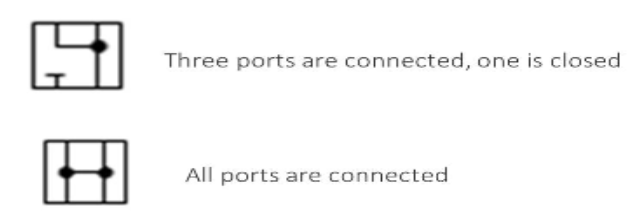 Three ports are connected, one is closed
All ports are connected